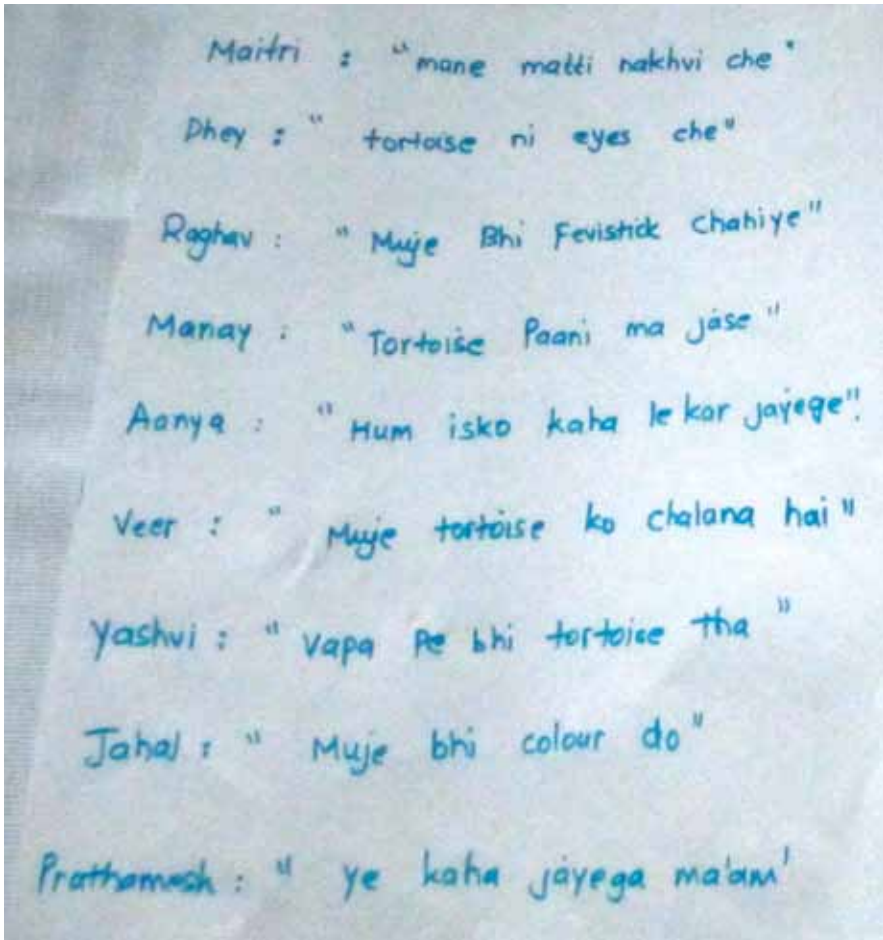 Maitri : "mane matti nakhvi che"
Dhey : " tortoise ni eyes che"
Raghav : " Muje Bhi Fevistick chahiye"
Manay : "Tortoise Paani ma jase"
Aanya : " Hum isko kaha le kar jayege".
Veer : " Muje tortoise ko chalana hai"
Yashvi : " Vapa pe bhi tortoise tha "
Jahal : " Muje bhi colour do"
Prathamesh : " ye kaha jayega ma'am'